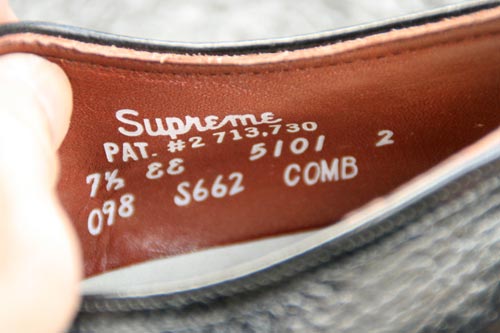 Supreme
PAT. #2 713,730
7½ EE 5101 2
098 S662 COMB